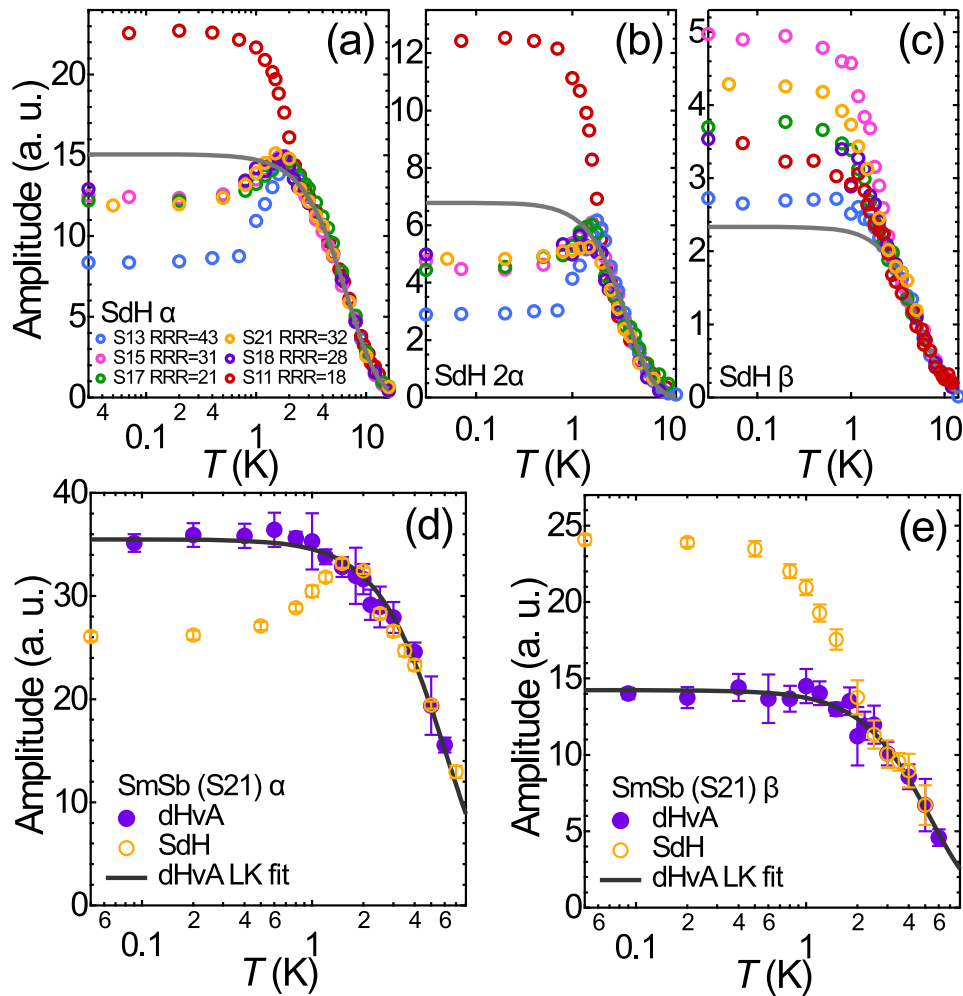 (a)
20
15
10
5
0
Amplitude (a. u.)
SdH α
S13 RRR=43
S21 RRR=32
S15 RRR=31
S18 RRR=28
S17 RRR=21
S11 RRR=18
4
2
4
2
4
0.1
1
10
T (K)
(b)
12
10
8
6
4
2
0
SdH 2α
0.1
1
10
T (K)
(c)
5
4
3
2
1
0
SdH β
0.1
1
10
T (K)
(d)
40
30
20
10
0
Amplitude (a. u.)
SmSb (S21) α
dHvA
SdH
dHvA LK fit
6
2
4
6
2
4
6
0.1
1
T (K)
(e)
25
20
15
10
5
0
Amplitude (a. u.)
SmSb (S21) β
dHvA
SdH
dHvA LK fit
6
2
4
6
2
4
6
0.1
1
T (K)